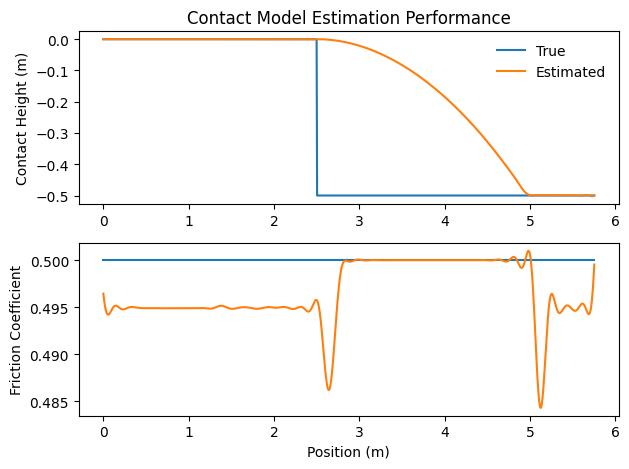 Contact Model Estimation Performance
Contact Height (m)
0.0
−0.1
−0.2
−0.3
−0.4
−0.5
True
Estimated
0 1 2 3 4 5 6
Friction Coefficient
0.500
0.495
0.490
0.485
0 1 2 3 4 5 6
Position (m)